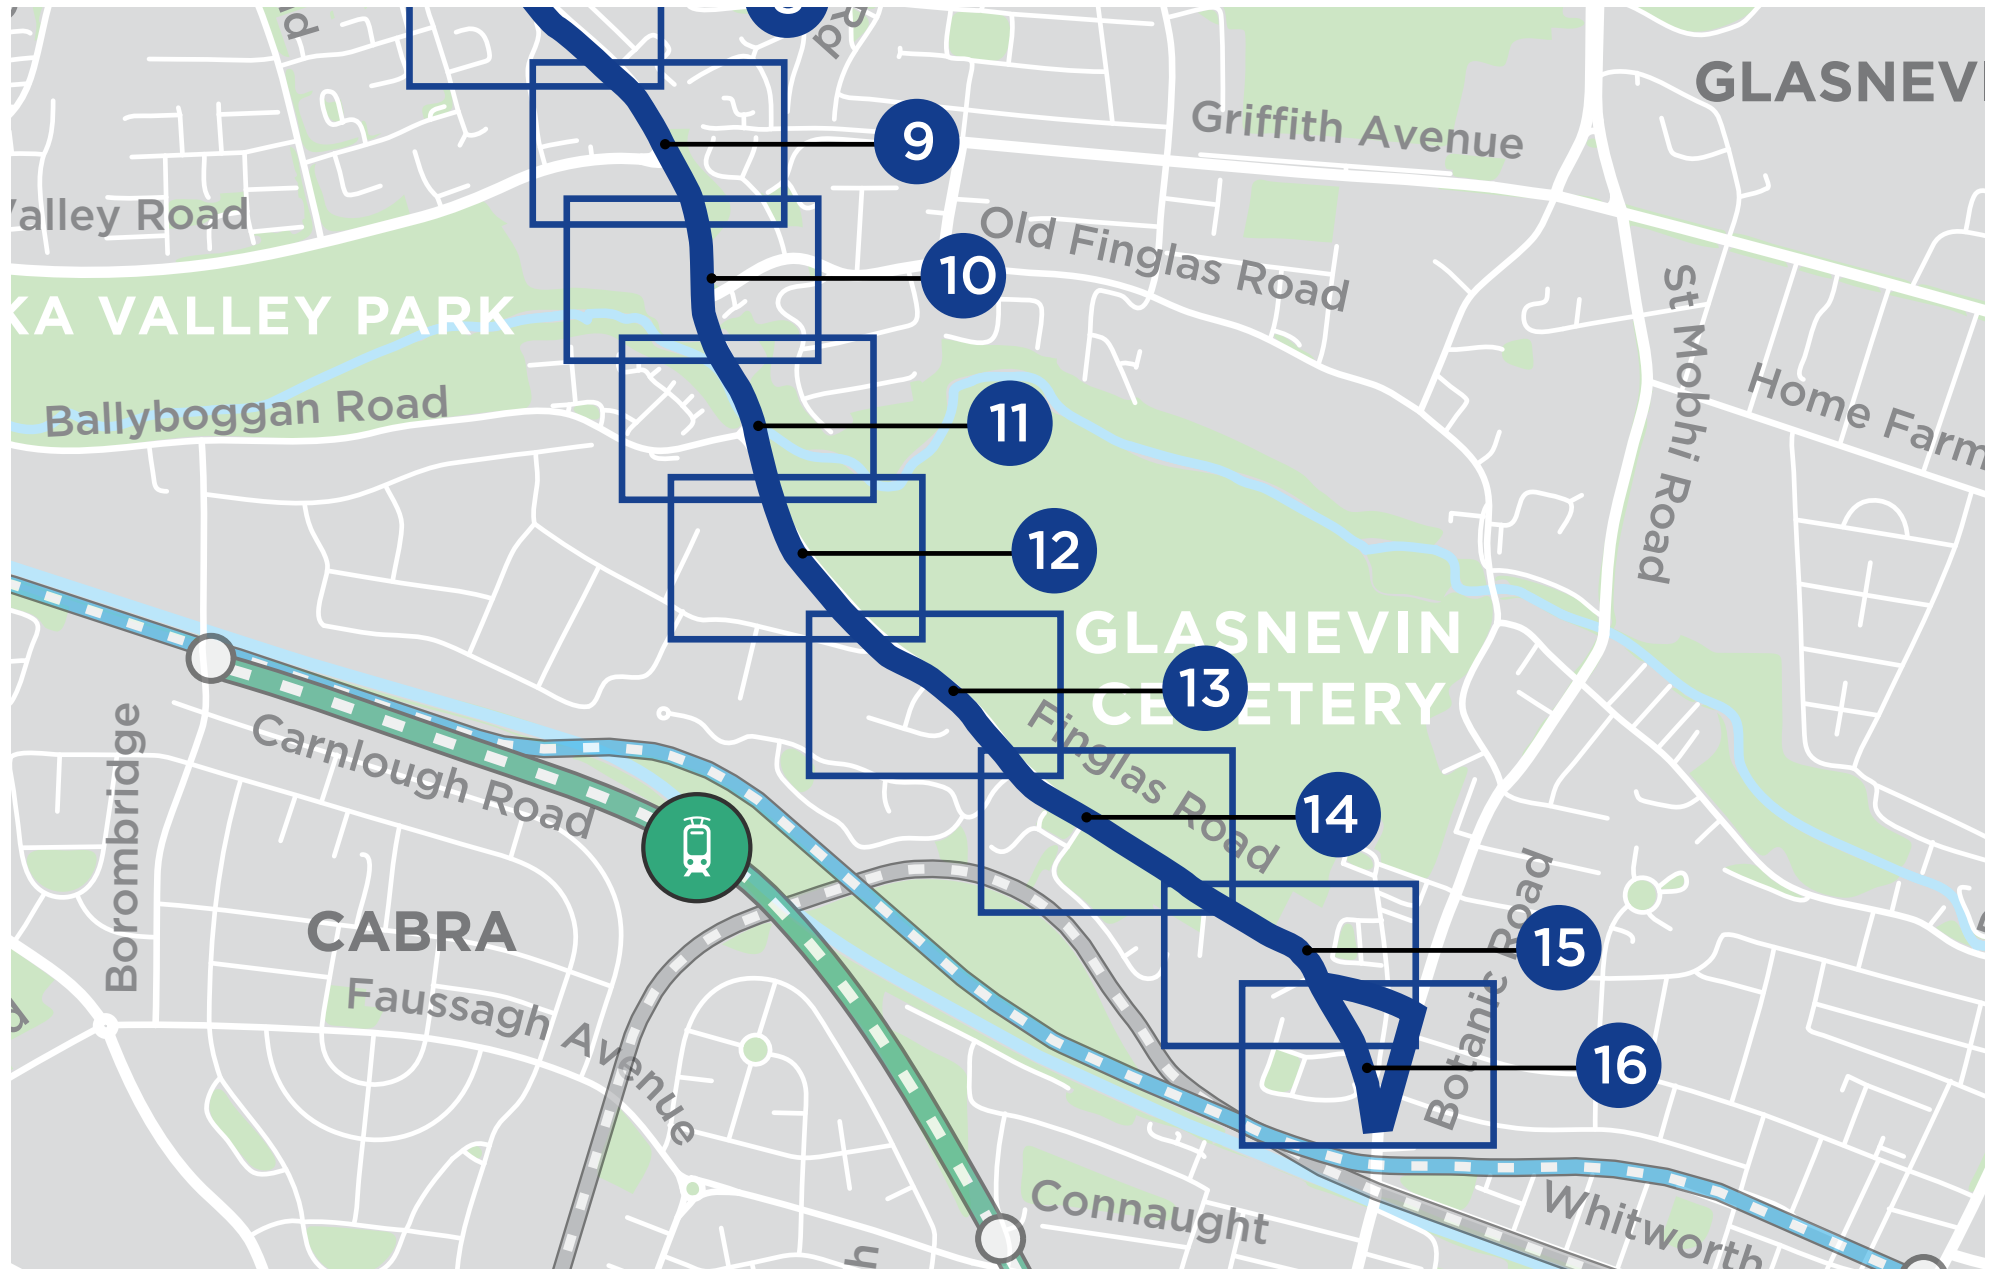 GLASNEVI
Rd
9
Griffith Avenue
Valley Road
Old Finglas Road
10
KA VALLEY PARK
St Mobhi Road
Home Farm
Ballyboggan Road
11
12
GLASNEVIN
CEMETERY
13
Finglas Road
Carnlough Road
Borombridge
14
CABRA
Botanic Road
15
Faussagh Avenue
16
Connaught
Whitworth